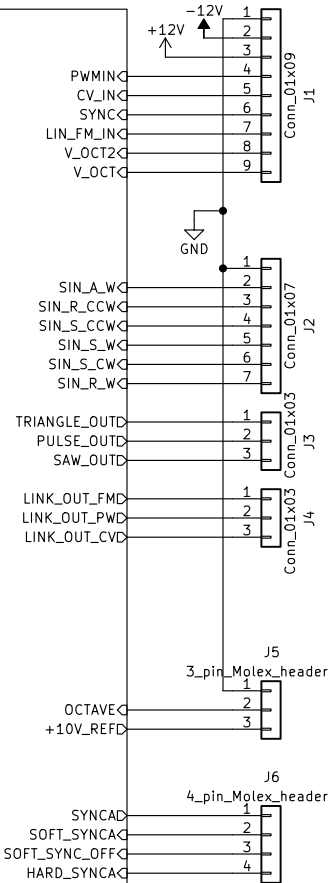 -12V
+12V
1
2
3
PWMIN 4
CV_IN 5
SYNC 6
LIN_FM_IN 7
V_OCT2 8
V_OCT 9
Conn_01x09
J1
GND
1
SIN_A_W 2
SIN_R_CCW 3
SIN_S_CCW 4
SIN_S_W 5
SIN_S_CW 6
SIN_R_W 7
Conn_01x07
J2
TRIANGLE_OUT 1
PULSE_OUT 2
SAW_OUT 3
Conn_01x03
J3
LINK_OUT_FM 1
LINK_OUT_PW 2
LINK_OUT_CV 3
Conn_01x03
J4
J5
3_pin_Molex_header
1
OCTAVE 2
+10V_REF 3
J6
4_pin_Molex_header
SYNCA 1
SOFT_SYNCA 2
SOFT_SYNC_OFF 3
HARD_SYNCA 4